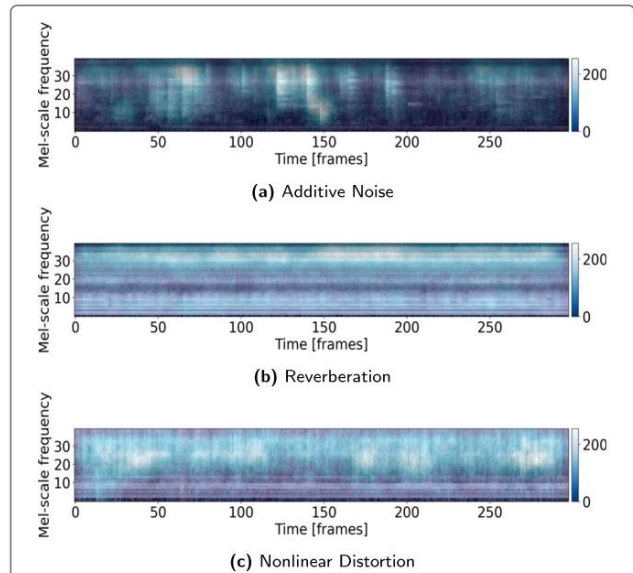 Mel-scale frequency
30
20
10
0 50 100 150 200 250
Time [frames]
200
0
(a) Additive Noise
Mel-scale frequency
30
20
10
0 50 100 150 200 250
Time [frames]
200
0
(b) Reverberation
Mel-scale frequency
30
20
10
0 50 100 150 200 250
Time [frames]
200
0
(c) Nonlinear Distortion